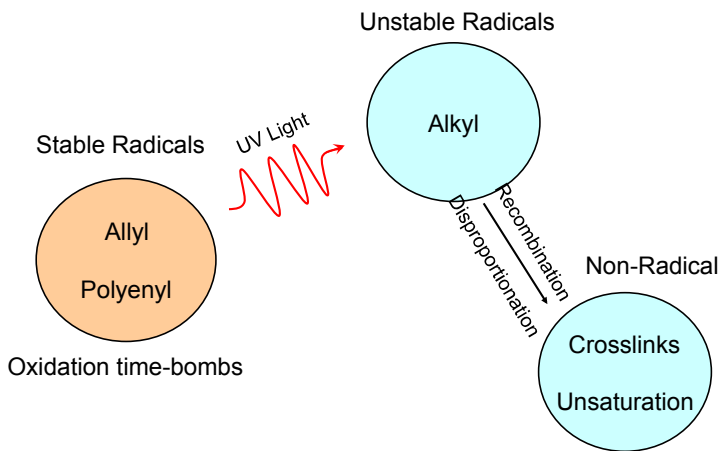 Unstable Radicals
Alkyl
UV Light
Stable Radicals
Allyl
Polyenyl
Oxidation time-bombs
Recombination
Disproportionation
Non-Radical
Crosslinks
Unsaturation